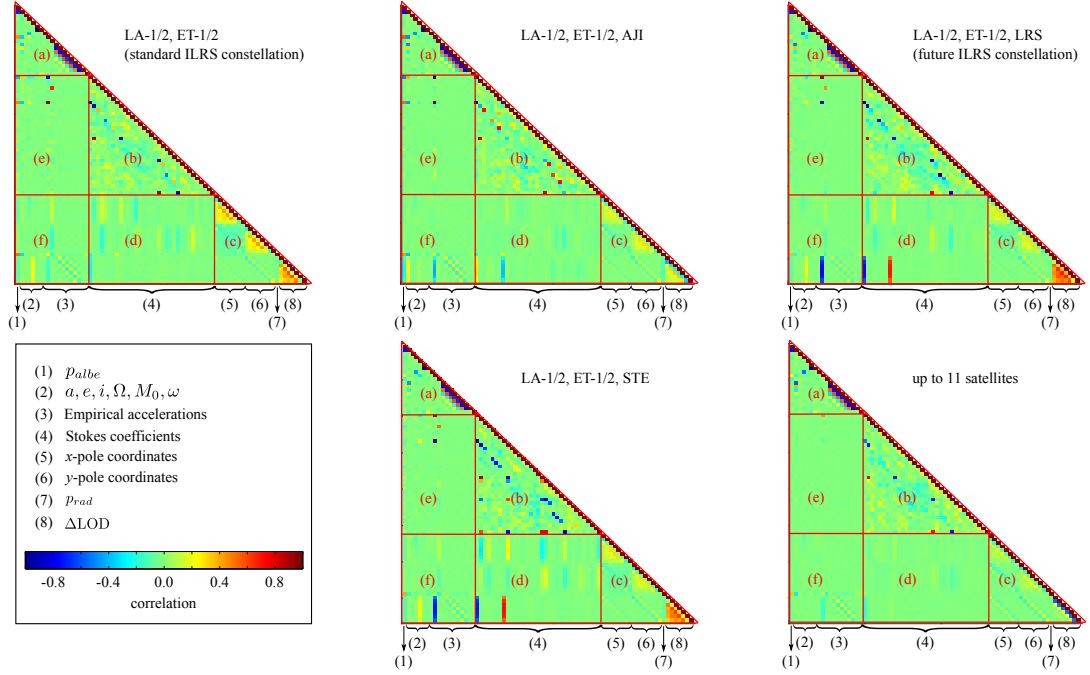 LA-1/2, ET-1/2
(standard ILRS constellation)
(a)
(b)
(e)
(f)
(d)
(c)
(2) (3) (4) (5) (6) (8)
(1) (7)
LA-1/2, ET-1/2, AJI
(a)
(b)
(e)
(f)
(d)
(c)
(2) (3) (4) (5) (6) (8)
(1) (7)
LA-1/2, ET-1/2, LRS
(future ILRS constellation)
(a)
(b)
(e)
(f)
(d)
(c)
(2) (3) (4) (5) (6) (8)
(1) (7)
(1) p_{albe}
(2) a, e, i, Ω, M_0, ω
(3) Empirical accelerations
(4) Stokes coefficients
(5) x-pole coordinates
(6) y-pole coordinates
(7) p_{rad}
(8) ΔLOD
-0.8 -0.4 0.0 0.4 0.8
correlation
LA-1/2, ET-1/2, STE
(a)
(b)
(e)
(f)
(d)
(c)
(2) (3) (4) (5) (6) (8)
(1) (7)
up to 11 satellites
(a)
(b)
(e)
(f)
(d)
(c)
(2) (3) (4) (5) (6) (8)
(1) (7)